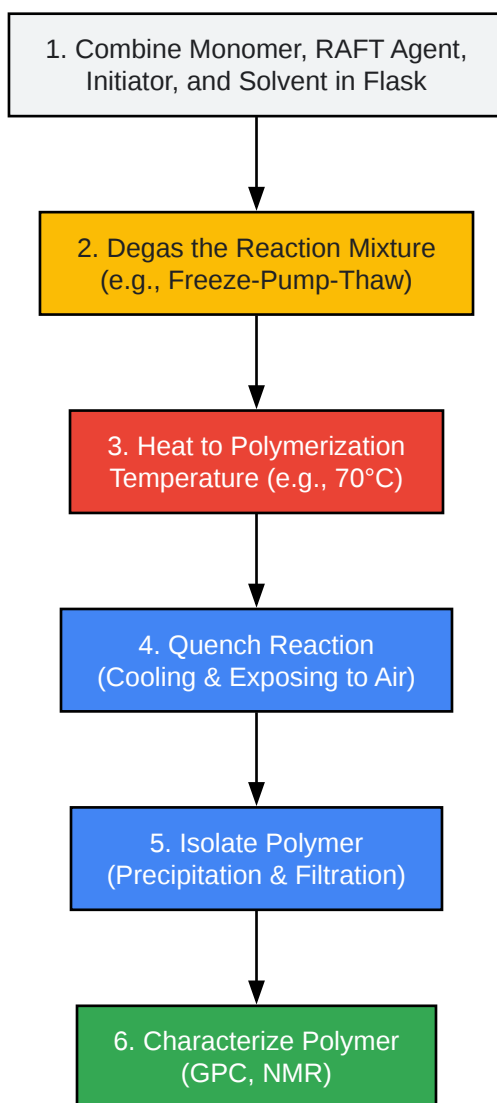 1. Combine Monomer, RAFT Agent,
Initiator, and Solvent in Flask
2. Degas the Reaction Mixture
(e.g., Freeze-Pump-Thaw)
3. Heat to Polymerization
Temperature (e.g., 70°C)
4. Quench Reaction
(Cooling & Exposing to Air)
5. Isolate Polymer
(Precipitation & Filtration)
6. Characterize Polymer
(GPC, NMR)